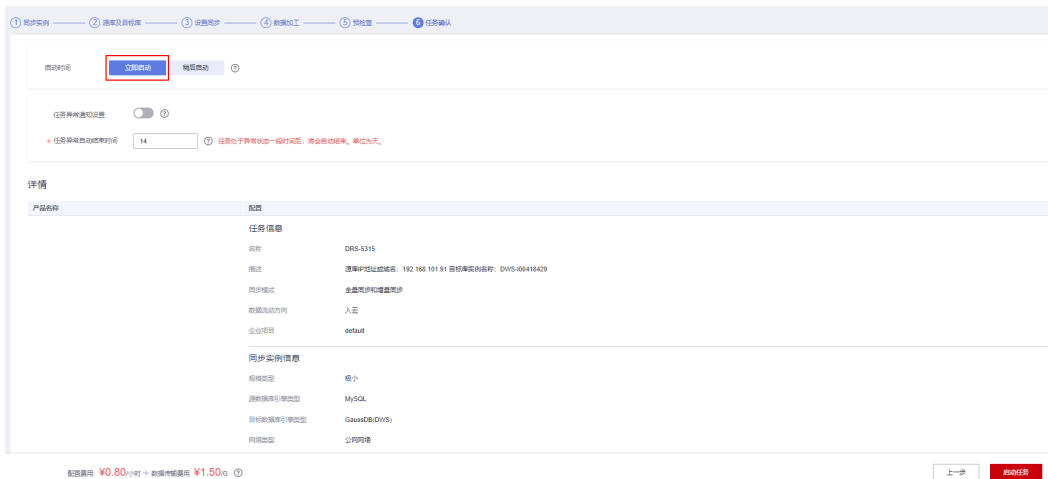 1 同步实例 2 源库及目标库 3 设置同步 4 数据加工 5 预检查 6 任务确认
启动时间 立即启动 稍后启动 ?
任务异常通知设置 ?
* 任务异常自动结束时间 14 ? 任务处于异常状态一段时间后，将会自动结束。单位为天。
详情
产品名称 配置
任务信息
名称 DRS-5315
描述 源库IP地址或域名：192.168.101.91 目标库实例名称：DWS-l00418429
同步模式 全量同步和增量同步
数据流动方向 入云
企业项目 default
同步实例信息
规格类型 极小
源数据库引擎类型 MySQL
目标数据库引擎类型 GaussDB(DWS)
网络类型 公网网络
配置费用 ¥0.80/小时 + 数据传输费用 ¥1.50/G ? 上一步 启动任务